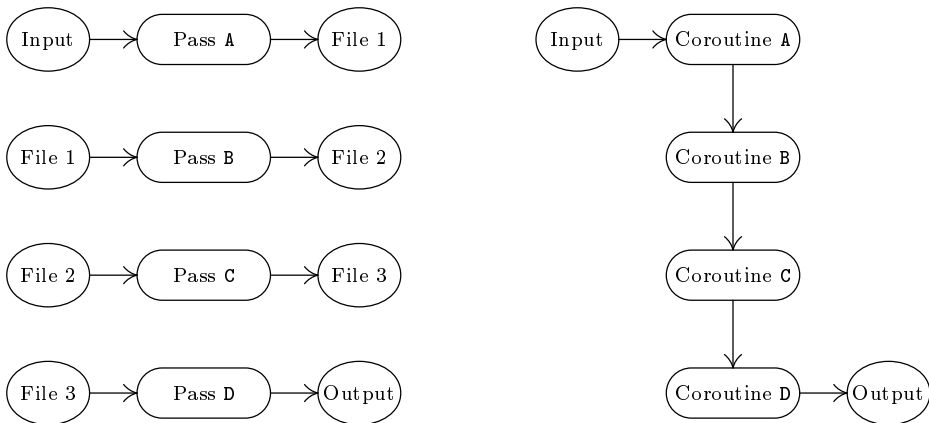 Input Pass A File 1 Input Coroutine A
File 1 Pass B File 2 Coroutine B
File 2 Pass C File 3 Coroutine C
File 3 Pass D Output Coroutine D Output